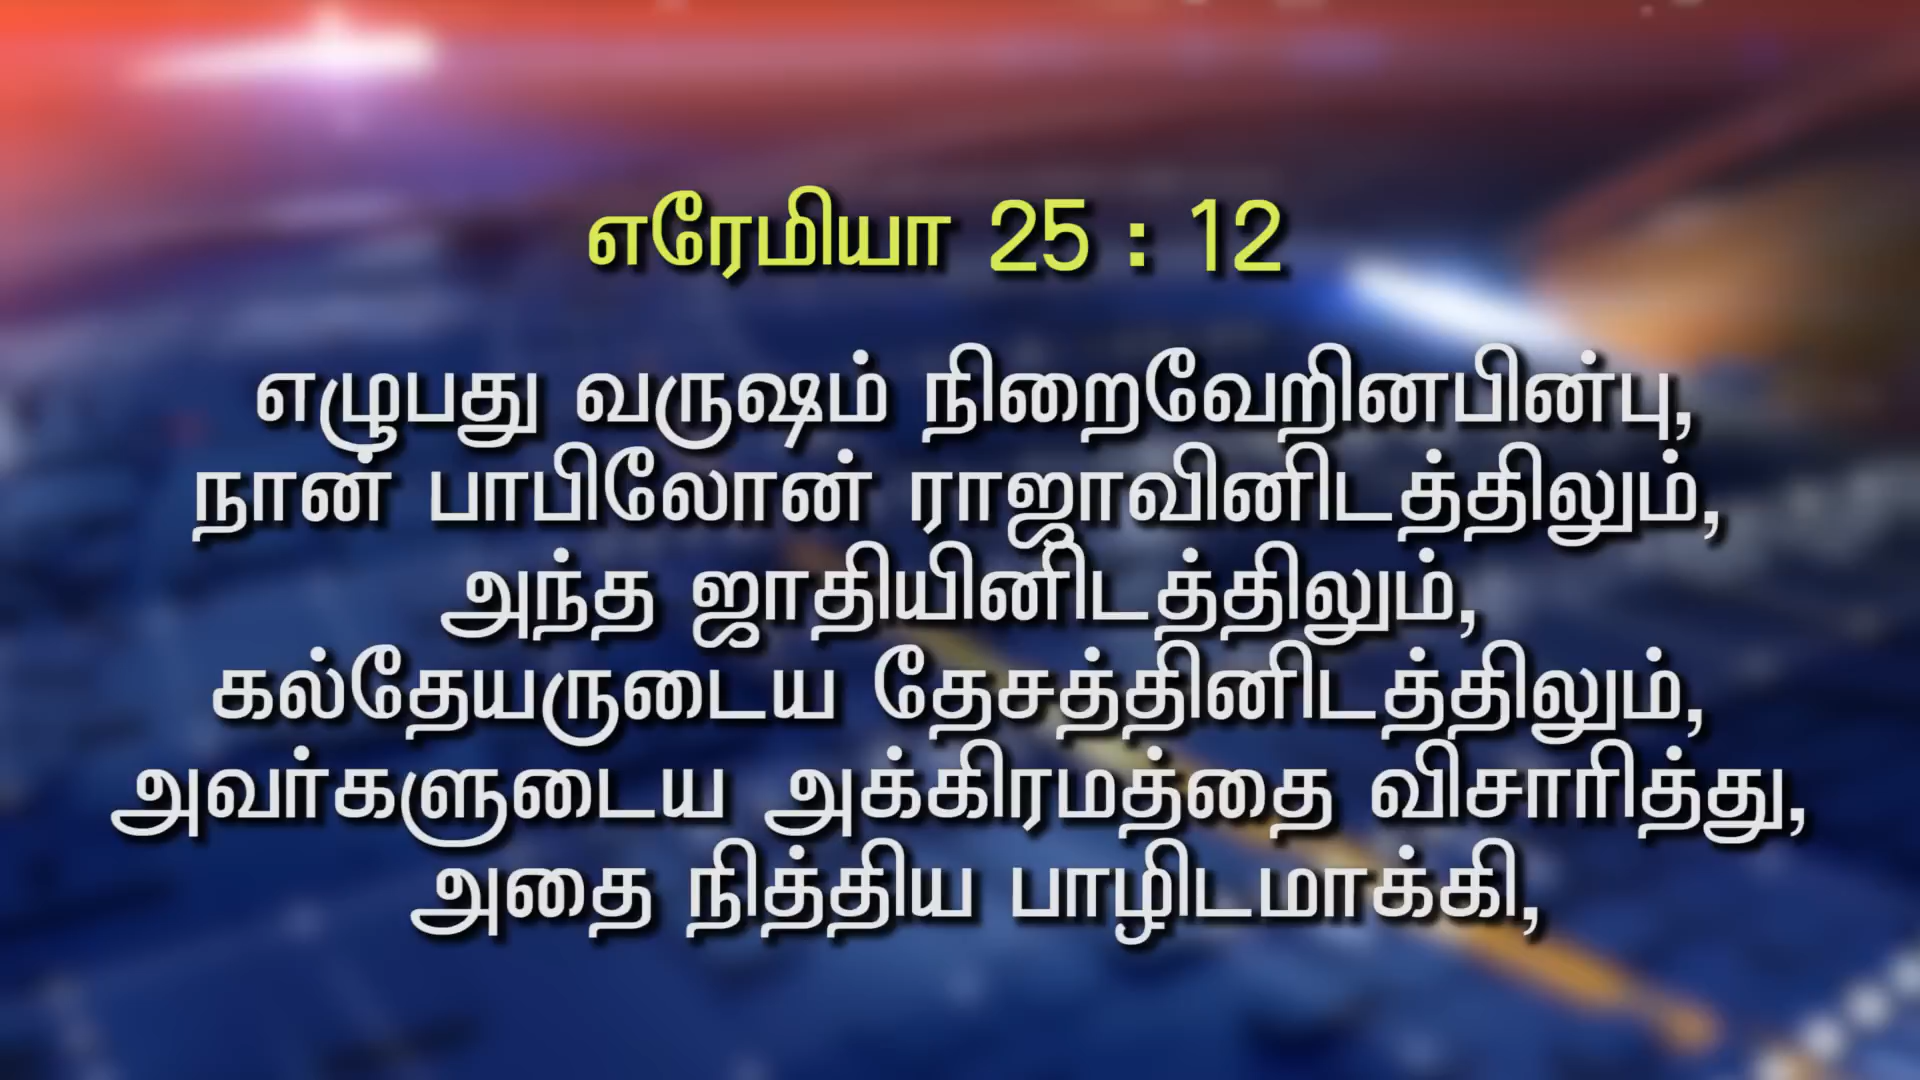 எரேமியா 25 : 12
எழுபது வருஷம் நிறைவேறினபின்பு,
நான் பாபிலோன் ராஜாவினிடத்திலும்,
அந்த ஜாதியினிடத்திலும்,
கல்தேயருடைய தேசத்தினிடத்திலும்,
அவர்களுடைய அக்கிரமத்தை விசாரித்து,
அதை நித்திய பாழிடமாக்கி,